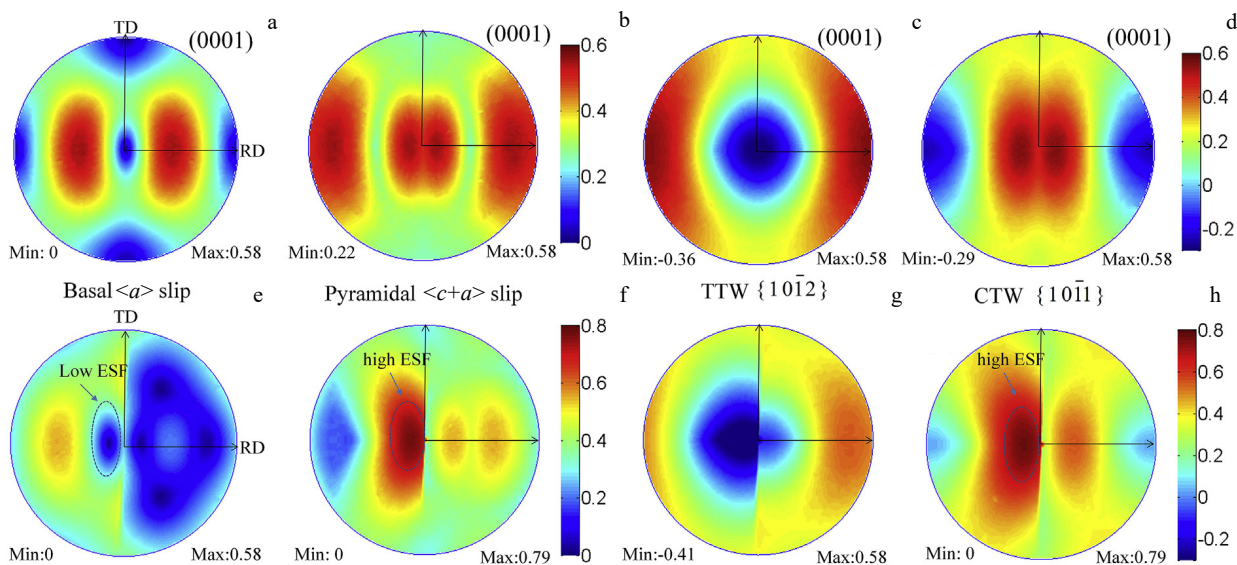 TD
a
(0001)
RD
Min: 0
Max:0.58
(0001)
b
0.6
0.4
0.2
0
Min:0.22
Max:0.58
(0001)
c
Min:-0.36
Max:0.58
(0001)
d
0.6
0.4
0.2
0
-0.2
Min:-0.29
Max:0.58
Basal <a> slip
e
TD
Low ESF
RD
Min:0
Max:0.58
Pyramidal <c+a> slip
f
high ESF
0.8
0.6
0.4
0.2
0
Min: 0
Max:0.79
TTW {101̄2}
g
Min:-0.41
Max:0.58
CTW {101̄1}
h
high ESF
0.8
0.6
0.4
0.2
0
-0.2
Min: 0
Max:0.79